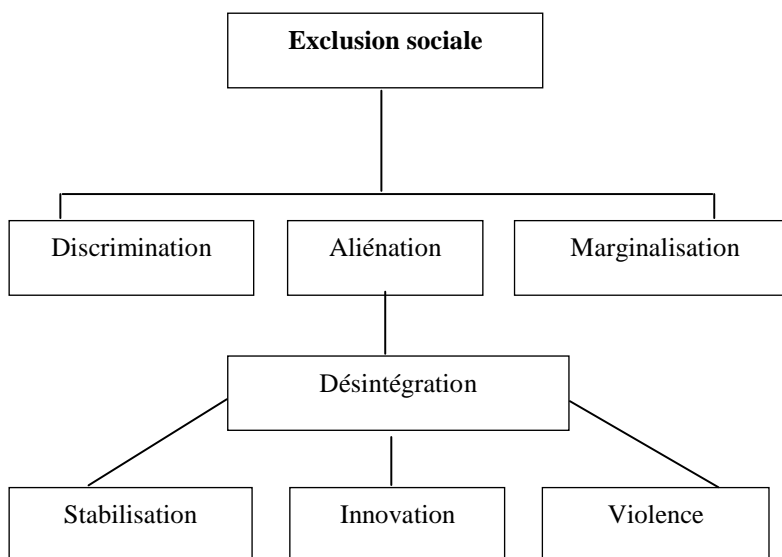 Exclusion sociale
Discrimination
Aliénation
Marginalisation
Désintégration
Stabilisation
Innovation
Violence